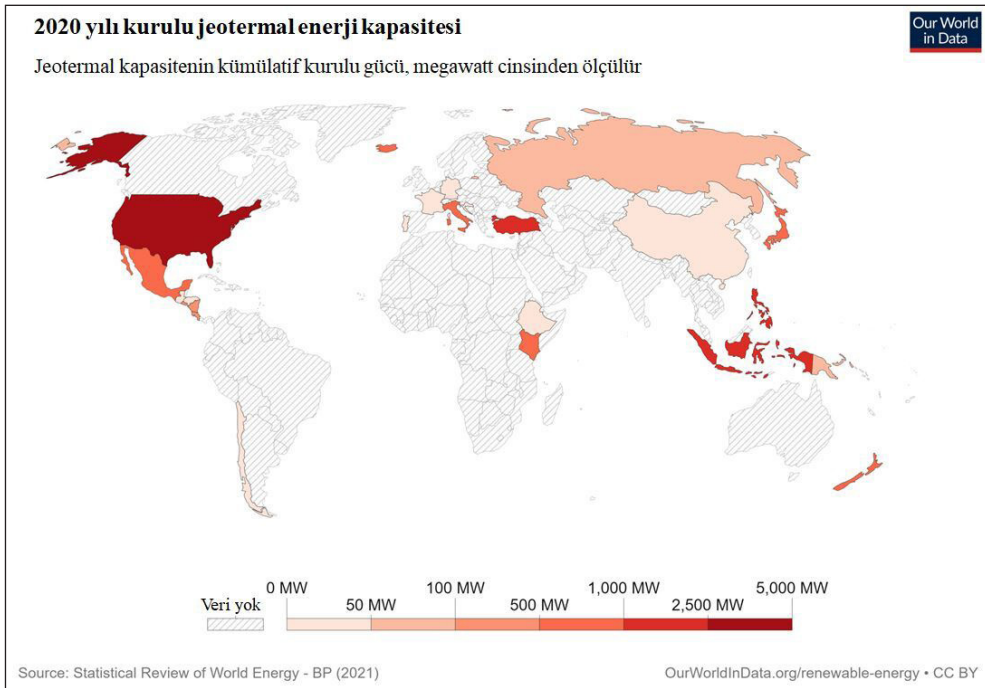 2020 yılı kurulu jeotermal enerji kapasitesi
Our World
in Data
Jeotermal kapasitenin kümülatif kurulu gücü, megawatt cinsinden ölçülür
0 MW 100 MW 1,000 MW 5,000 MW
Veri yok 50 MW 500 MW 2,500 MW
Source: Statistical Review of World Energy - BP (2021) OurWorldInData.org/renewable-energy • CC BY